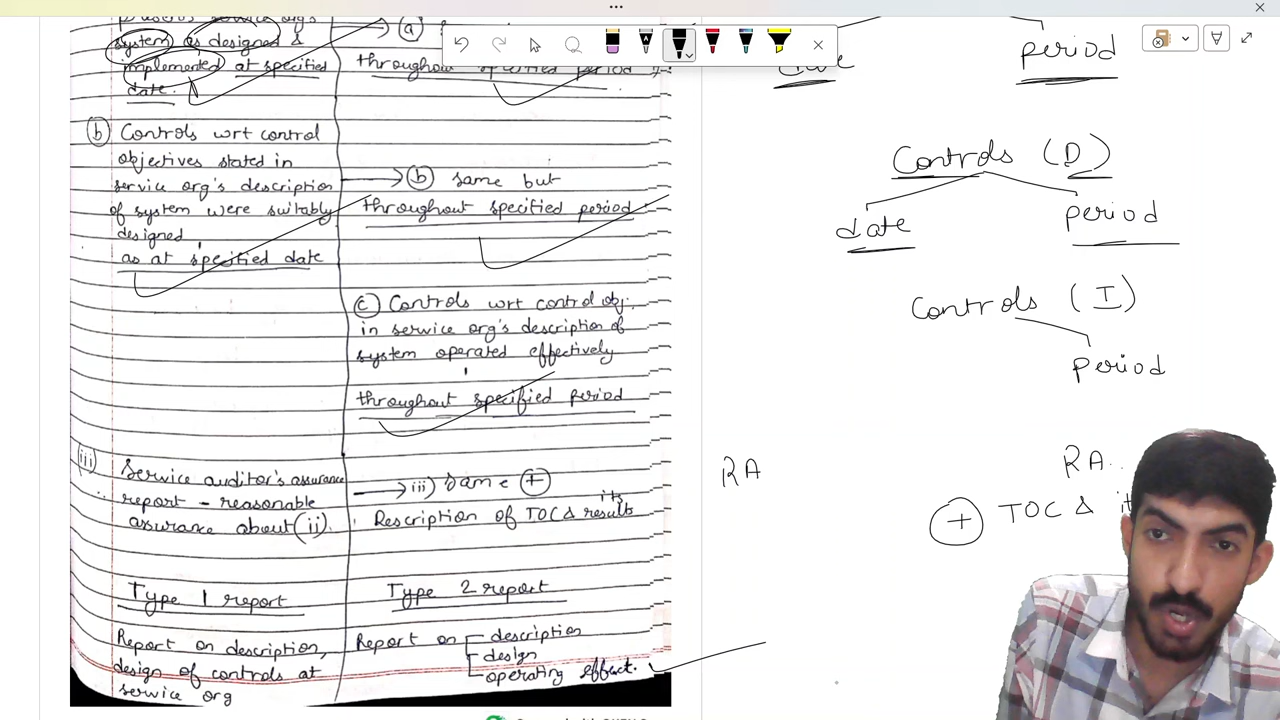 system as designed &
implemented at specified
date.
(a)
throughout specified period
(b) Controls wrt control
objectives stated in
service org's description
of system were suitably
designed
as at specified date
(b) same but
throughout specified period
(c) Controls wrt control obj.
in service org's description of
system operated effectively
throughout specified period
(iii) Service auditor's assurance
report - reasonable
assurance about (ii).
iii) Same +
Description of TOC & its results
Type 1 report
Report on description,
design of controls at
service org
Type 2 report
Report on description
design
operating effect.
period
Controls (D)
date period
Controls (I)
period
RA RA..
+ TOC &